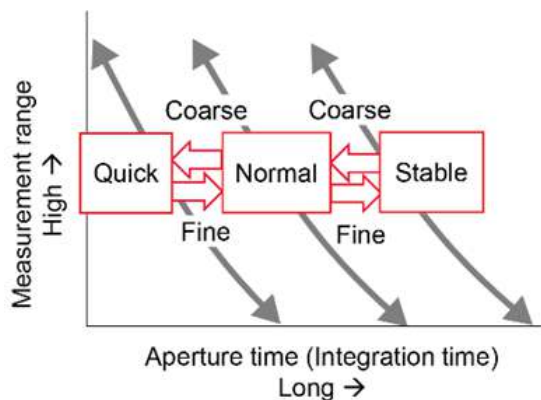 Measurement range
High →
Coarse
Coarse
Quick
Normal
Stable
Fine
Fine
Aperture time (Integration time)
Long →